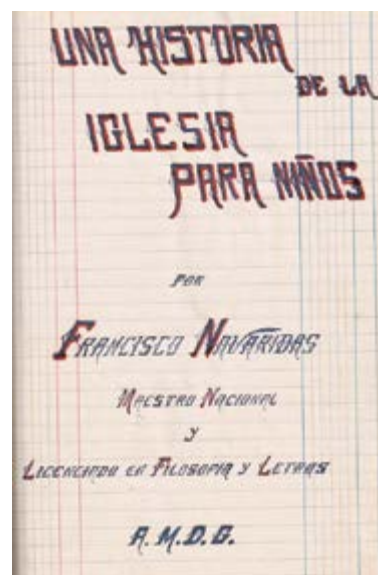 UNA HISTORIA
DE LA
IGLESIA
PARA NIÑOS
POR
FRANCISCO NAVARIDAS
MAESTRO NACIONAL
Y
LICENCIADO EN FILOSOFIA Y LETRAS
A.M.D.G.